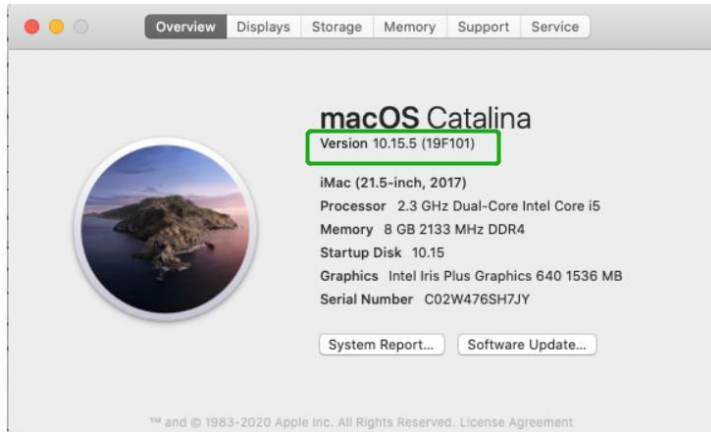 Overview Displays Storage Memory Support Service
macOS Catalina
Version 10.15.5 (19F101)
iMac (21.5-inch, 2017)
Processor 2.3 GHz Dual-Core Intel Core i5
Memory 8 GB 2133 MHz DDR4
Startup Disk 10.15
Graphics Intel Iris Plus Graphics 640 1536 MB
Serial Number C02W476SH7JY
System Report... Software Update...
™ and © 1983-2020 Apple Inc. All Rights Reserved. License Agreement